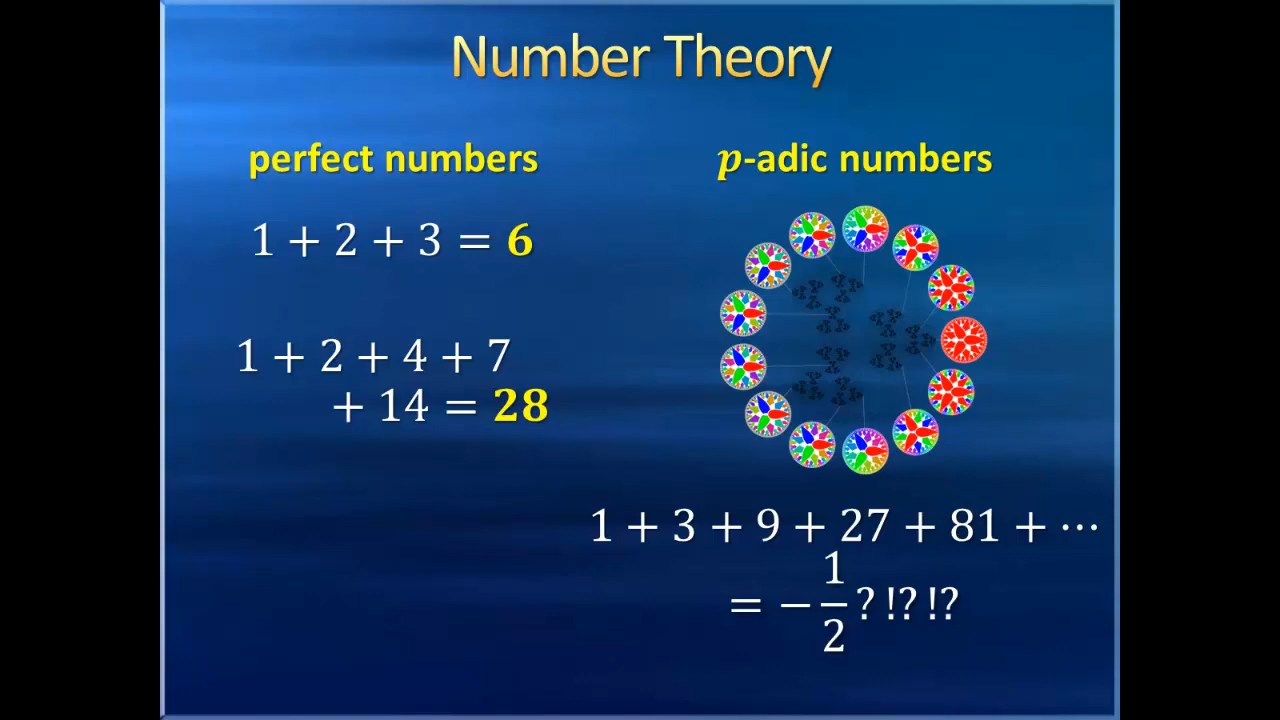 Number Theory
perfect numbers
1 + 2 + 3 = 6
1 + 2 + 4 + 7
+ 14 = 28
p-adic numbers
1 + 3 + 9 + 27 + 81 + ⋯
= −1/2 ? !? !?